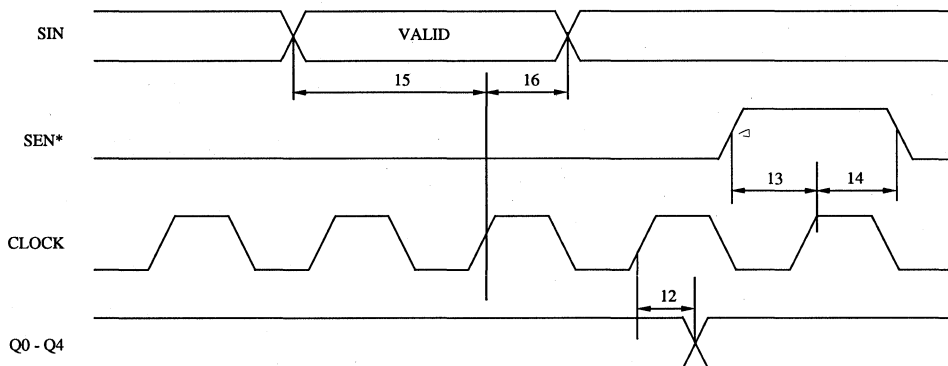 SIN
VALID
15
16
SEN*
13
14
CLOCK
12
Q0 - Q4